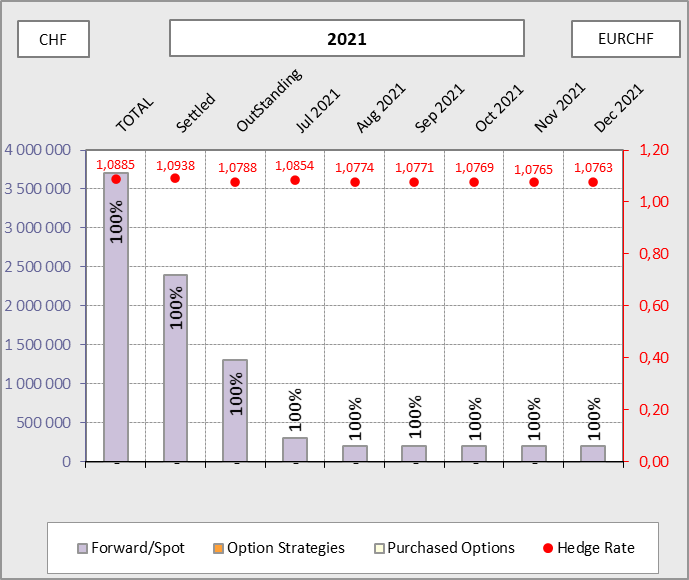 CHF
2021
EURCHF
TOTAL
Settled
OutStanding
Jul 2021
Aug 2021
Sep 2021
Oct 2021
Nov 2021
Dec 2021
4 000 000
3 500 000
3 000 000
2 500 000
2 000 000
1 500 000
1 000 000
500 000
0
1,0885
1,0938
1,0788
1,0854
1,0774
1,0771
1,0769
1,0765
1,0763
100%
100%
100%
100%
100%
100%
100%
100%
100%
1,20
1,00
0,80
0,60
0,40
0,20
0,00
Forward/Spot
Option Strategies
Purchased Options
Hedge Rate